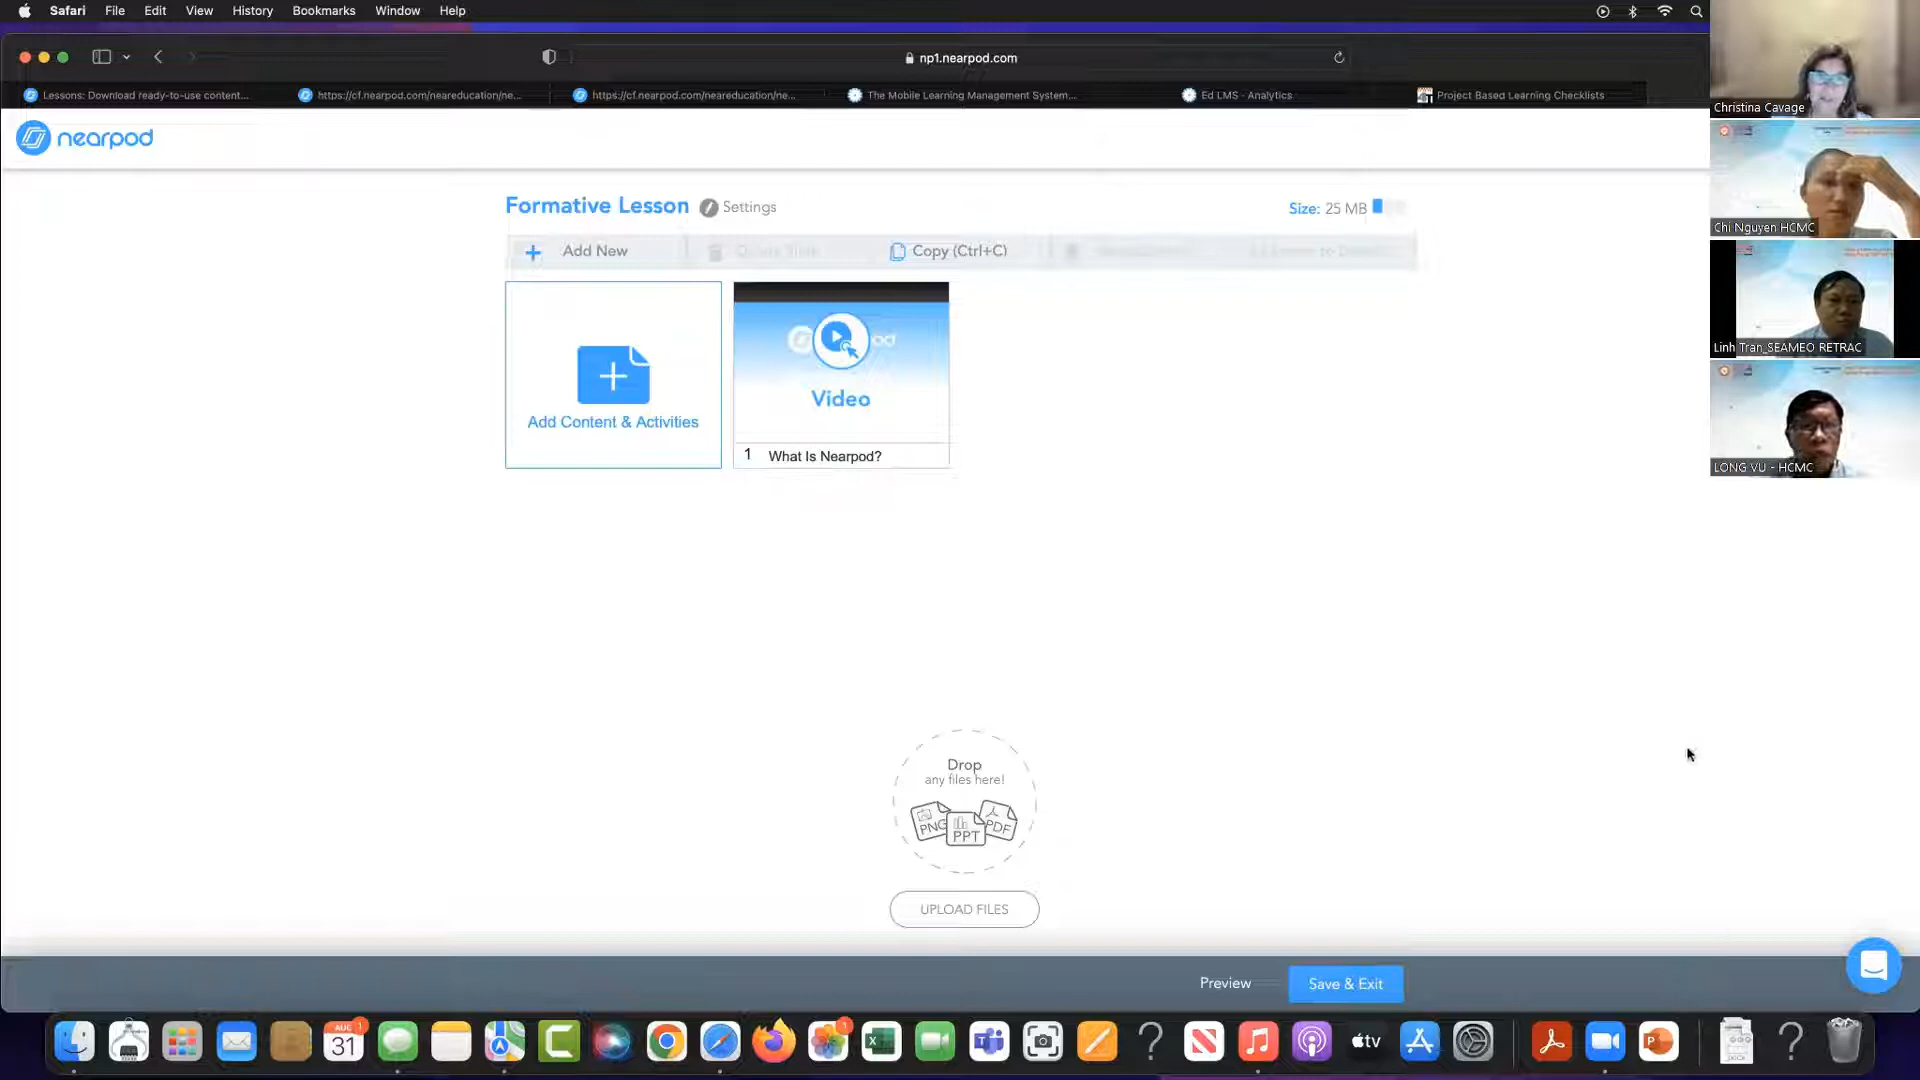 Safari File Edit View History Bookmarks Window Help
np1.nearpod.com
Lessons: Download ready-to-use content... https://cf.nearpod.com/neareducation/ne... https://cf.nearpod.com/neareducation/ne... The Mobile Learning Management System... Ed LMS - Analytics Project Based Learning Checklists
nearpod
Formative Lesson Settings Size: 25 MB
Add New Copy (Ctrl+C)
Add Content & Activities
Video
1 What Is Nearpod?
Drop
any files here!
PNG PPT PDF
UPLOAD FILES
Preview Save & Exit
Christina Cavage
Chi Nguyen HCMC
Linh Tran_SEAMEO RETRAC
LONG VU - HCMC
AUG 1
31
1
tv